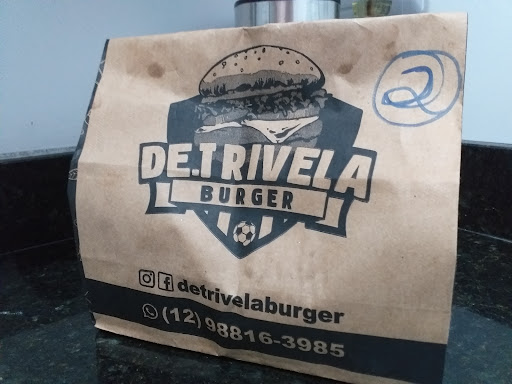 2
DE.TRIVELA
BURGER
detrivelaburger
(12) 98816-3985